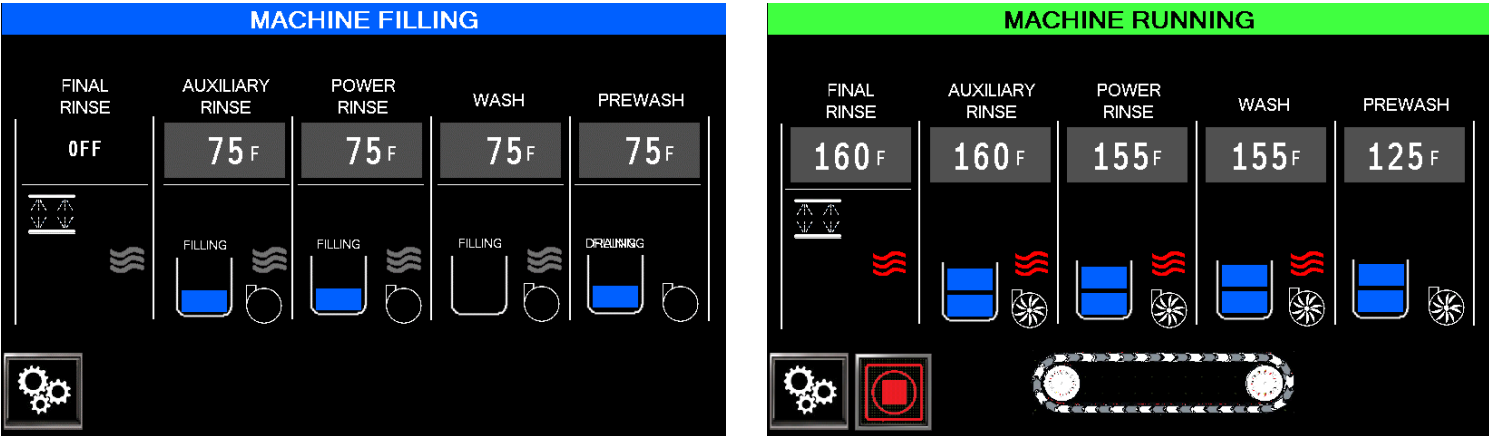 MACHINE FILLING
FINAL
RINSE
AUXILIARY
RINSE
POWER
RINSE
WASH
PREWASH
OFF
75 F
75 F
75 F
75 F
FILLING
FILLING
FILLING
MACHINE RUNNING
FINAL
RINSE
AUXILIARY
RINSE
POWER
RINSE
WASH
PREWASH
160 F
160 F
155 F
155 F
125 F